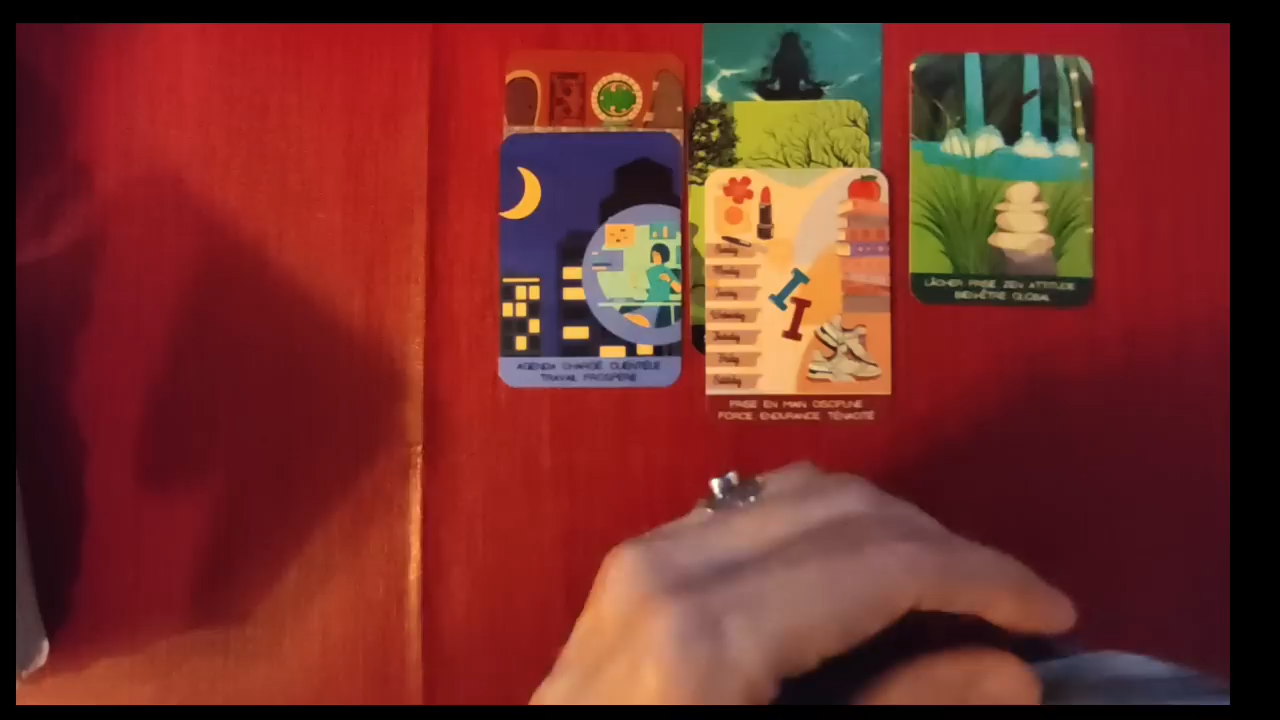 AGENDA CHARGÉ CLIENTÈLE
TRAVAIL PROSPÈRE
LÂCHER PRISE ZEN ATTITUDE
BIEN-ÊTRE GLOBAL
PRISE EN MAIN DISCIPLINE
FORCE ENDURANCE TÉNACITÉ